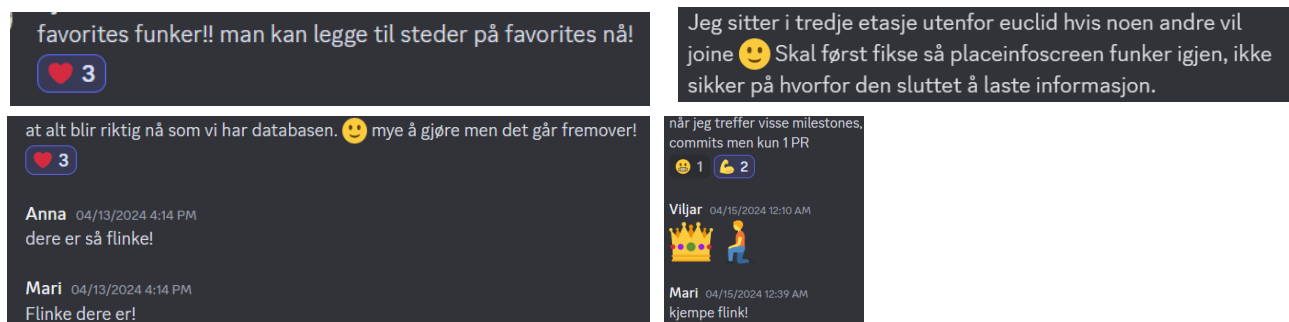 favorites funker!! man kan legge til steder på favorites nå!
❤️ 3
Jeg sitter i tredje etasje utenfor euclid hvis noen andre vil
joine 🙂 Skal først fikse så placeinfoscreen funker igjen, ikke
sikker på hvorfor den sluttet å laste informasjon.
at alt blir riktig nå som vi har databasen. 🙂 mye å gjøre men det går fremover!
❤️ 3
Anna 04/13/2024 4:14 PM
dere er så flinke!
Mari 04/13/2024 4:14 PM
Flinke dere er!
når jeg treffer visse milestones,
commits men kun 1 PR
😬 1 💪 2
Viljar 04/15/2024 12:10 AM
👑 🧎
Mari 04/15/2024 12:39 AM
kjempe flink!